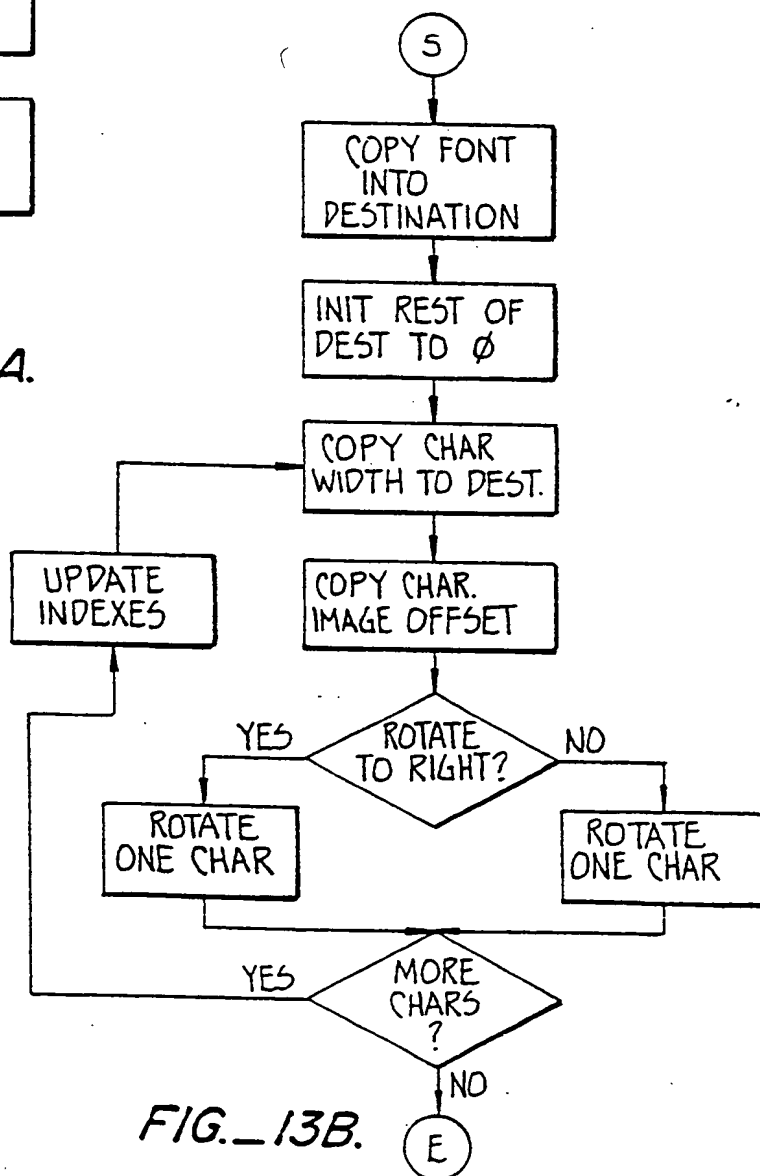 S
COPY FONT
INTO
DESTINATION
INIT REST OF
DEST TO Ø
A.
COPY CHAR
WIDTH TO DEST.
UPDATE
INDEXES
COPY CHAR.
IMAGE OFFSET
YES
ROTATE
TO RIGHT?
NO
ROTATE
ONE CHAR
ROTATE
ONE CHAR
YES
MORE
CHARS
?
NO
FIG._13B.
E